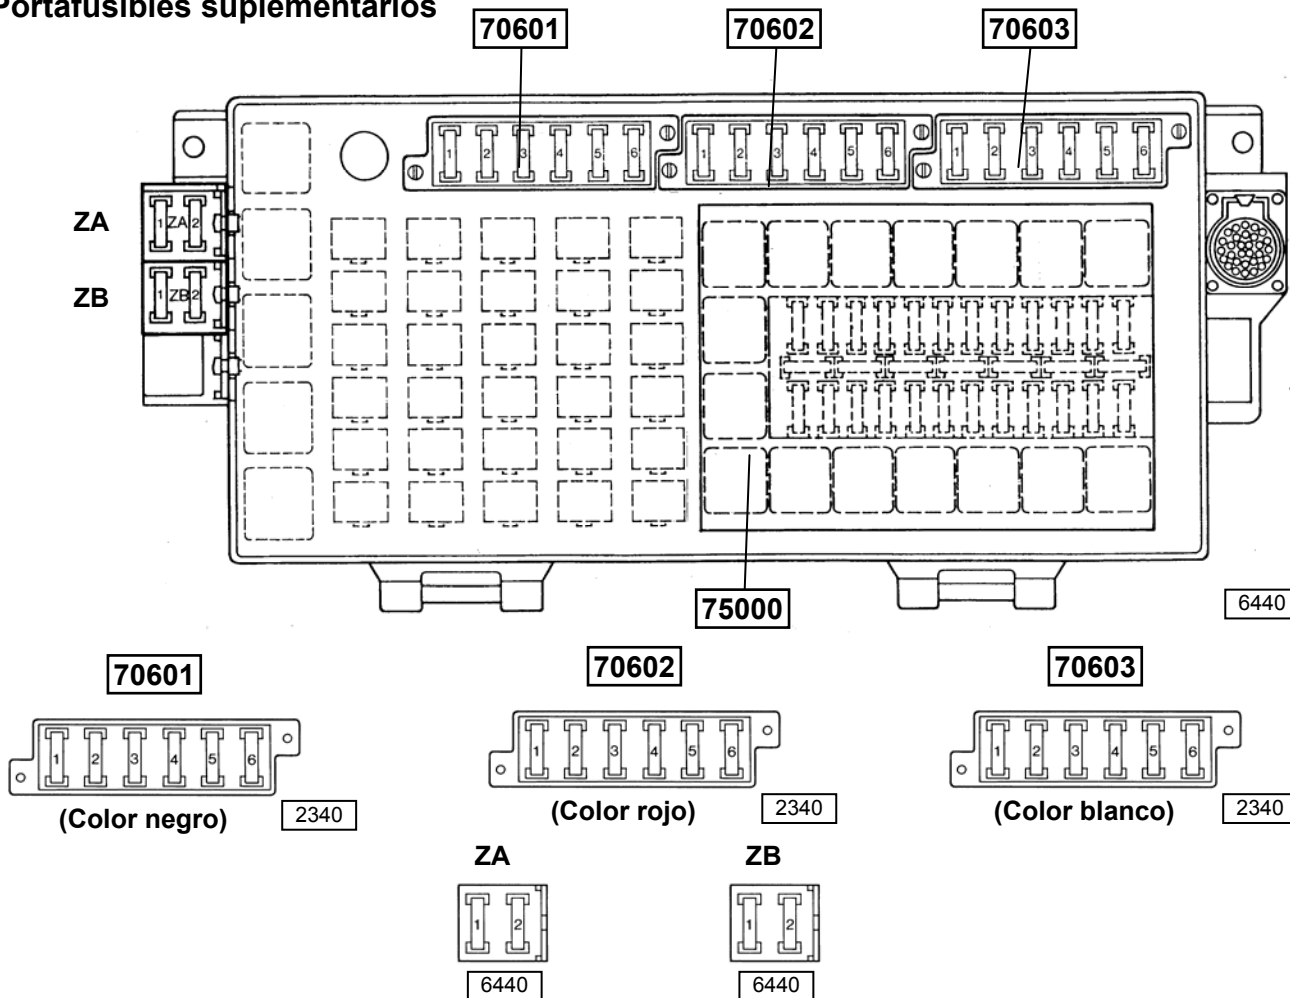 Portafusibles suplementarios
70601 70602 70603
1 2 3 4 5 6 1 2 3 4 5 6 1 2 3 4 5 6
ZA 1 ZA 2
ZB 1 ZB 2
75000
6440
70601 70602 70603
1 2 3 4 5 6 1 2 3 4 5 6 1 2 3 4 5 6
(Color negro) 2340 (Color rojo) 2340 (Color blanco) 2340
ZA ZB
1 2 1 2
6440 6440